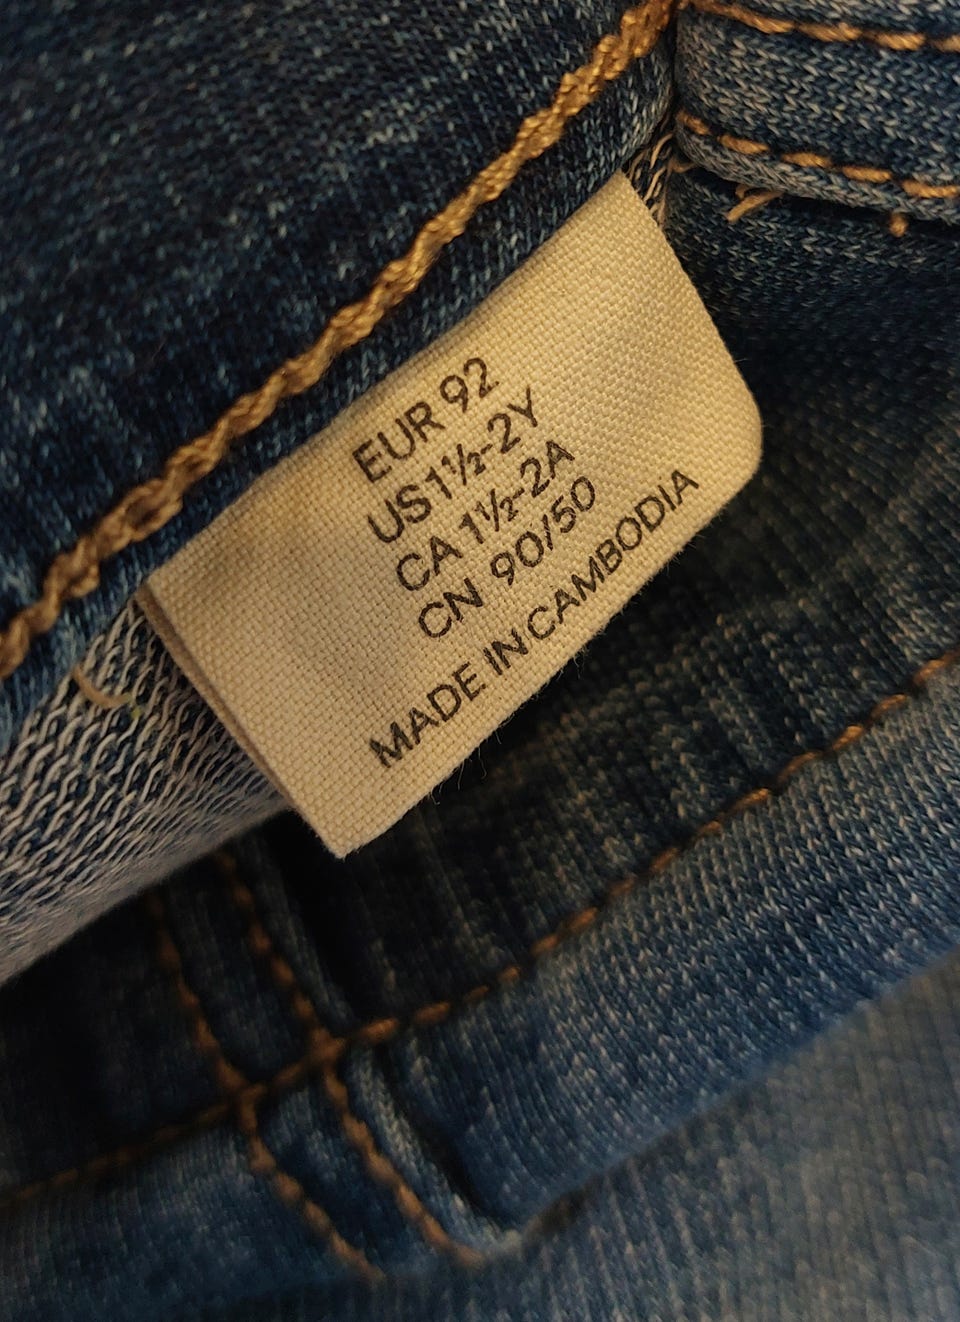 EUR 92
US 1½-2Y
CA 1½-2A
CN 90/50
MADE IN CAMBODIA